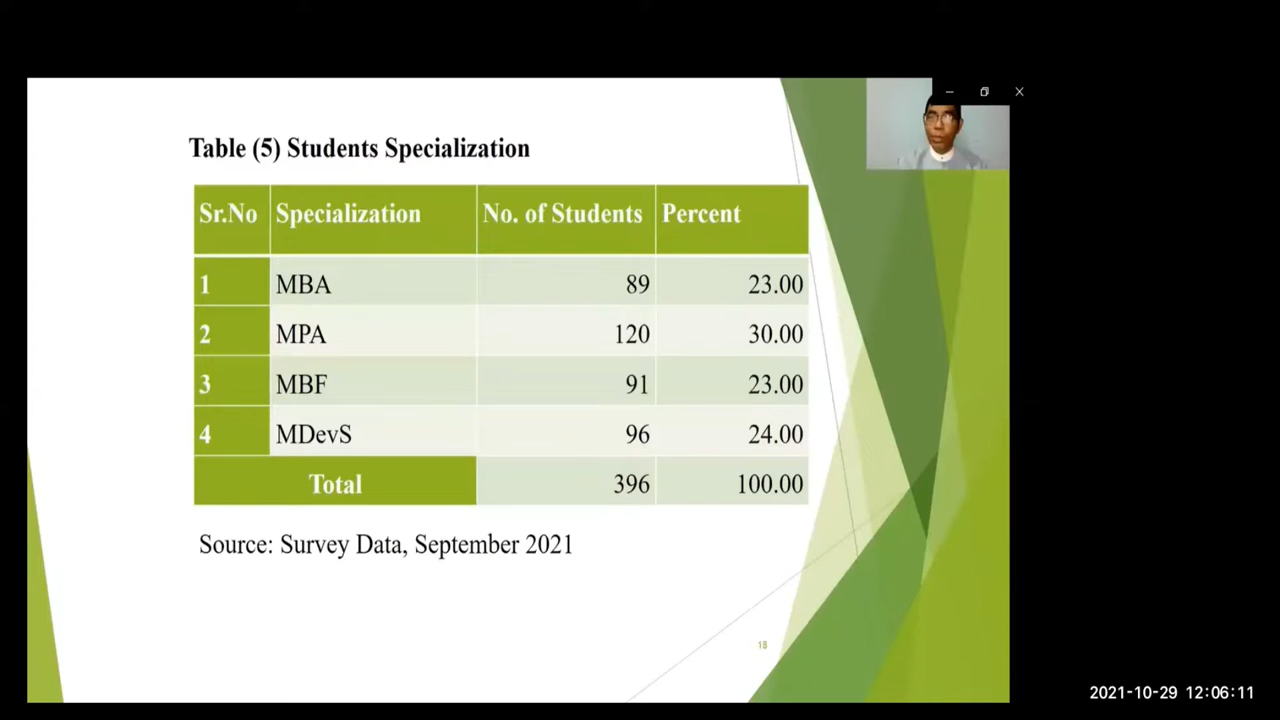 Table (5) Students Specialization
Sr.No Specialization No. of Students Percent
1 MBA 89 23.00
2 MPA 120 30.00
3 MBF 91 23.00
4 MDevS 96 24.00
Total 396 100.00
Source: Survey Data, September 2021
18
2021-10-29 12:06:11